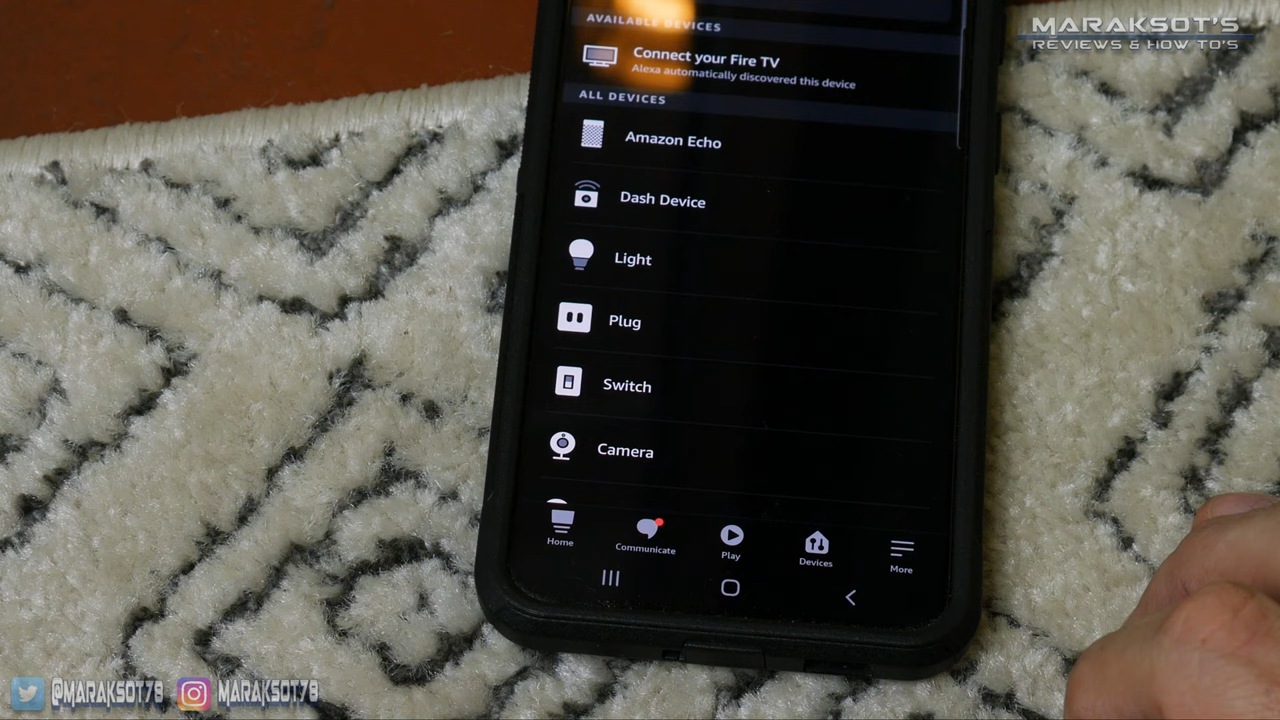 MARAKSOT'S
REVIEWS & HOW TO'S
AVAILABLE DEVICES
Connect your Fire TV
Alexa automatically discovered this device
ALL DEVICES
Amazon Echo
Dash Device
Light
Plug
Switch
Camera
Home
Communicate
Play
Devices
More
@MARAKSOT78
MARAKSOT78